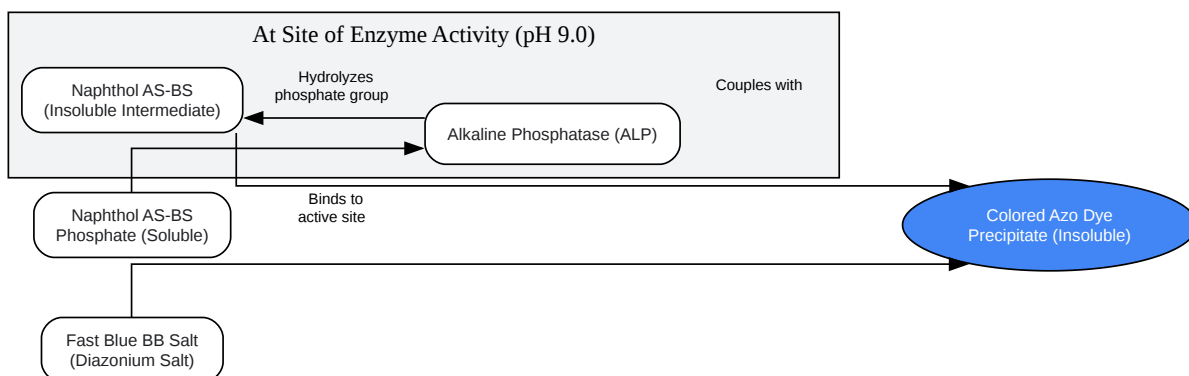 At Site of Enzyme Activity (pH 9.0)
Naphthol AS-BS
(Insoluble Intermediate)
Hydrolyzes
phosphate group
Couples with
Alkaline Phosphatase (ALP)
Naphthol AS-BS
Phosphate (Soluble)
Binds to
active site
Colored Azo Dye
Precipitate (Insoluble)
Fast Blue BB Salt
(Diazonium Salt)